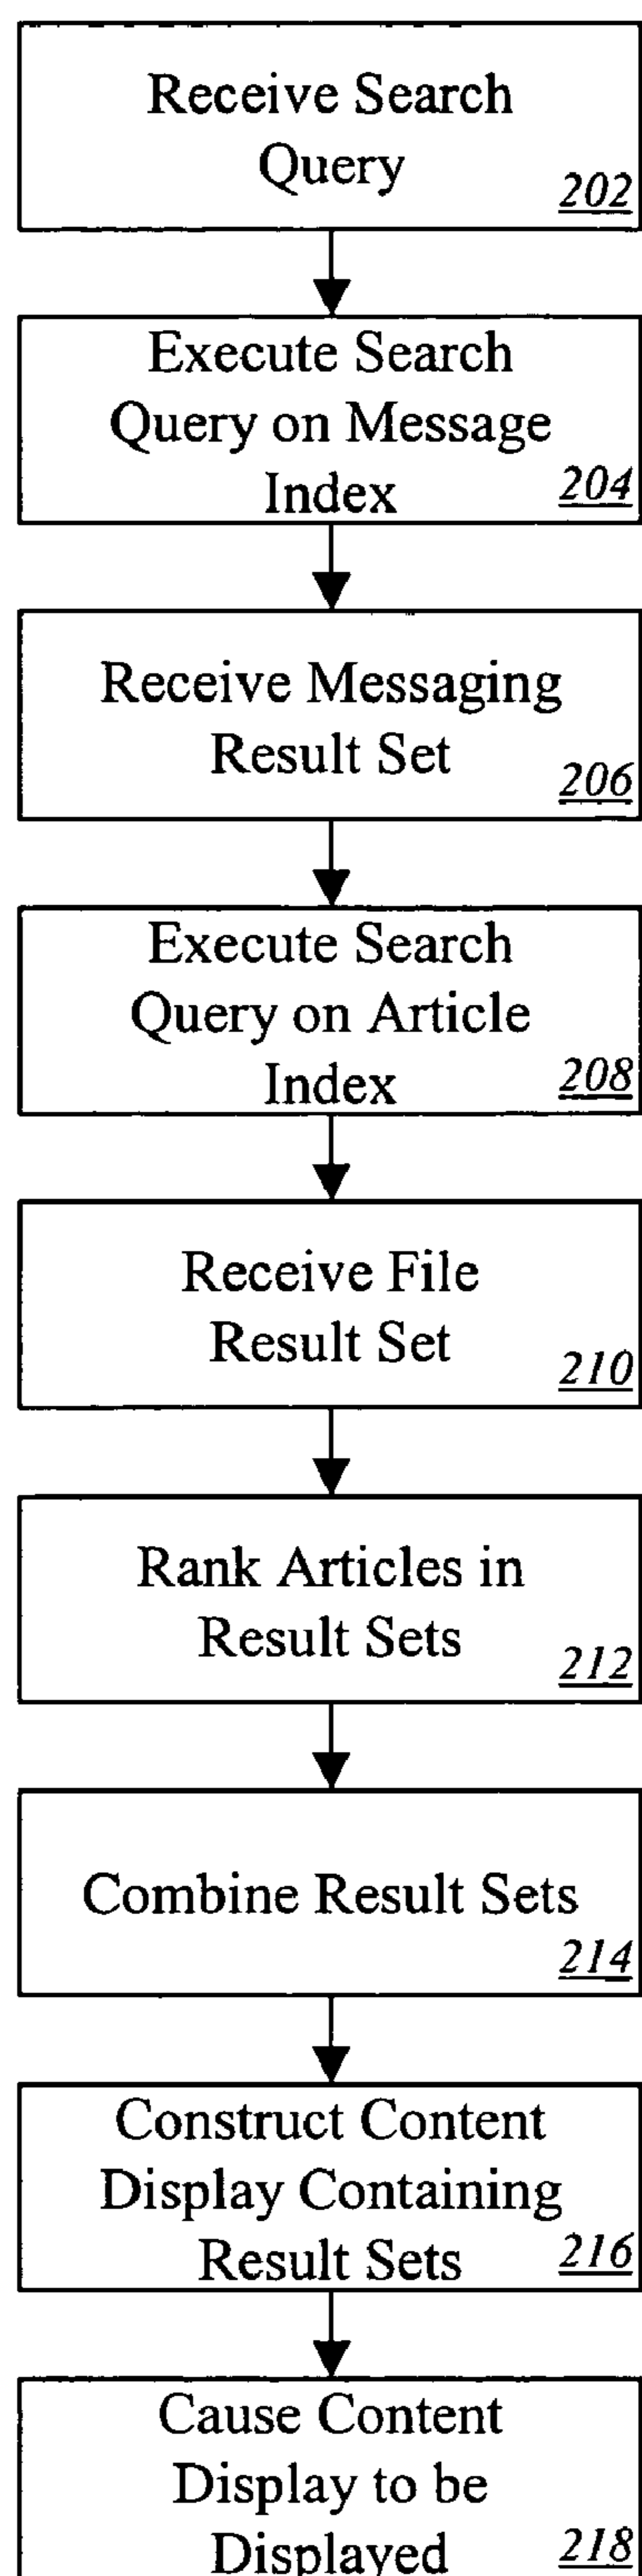 Receive Search
Query
202
Execute Search
Query on Message
Index
204
Receive Messaging
Result Set
206
Execute Search
Query on Article
Index
208
Receive File
Result Set
210
Rank Articles in
Result Sets
212
Combine Result Sets
214
Construct Content
Display Containing
Result Sets
216
Cause Content
Display to be
Displayed
218